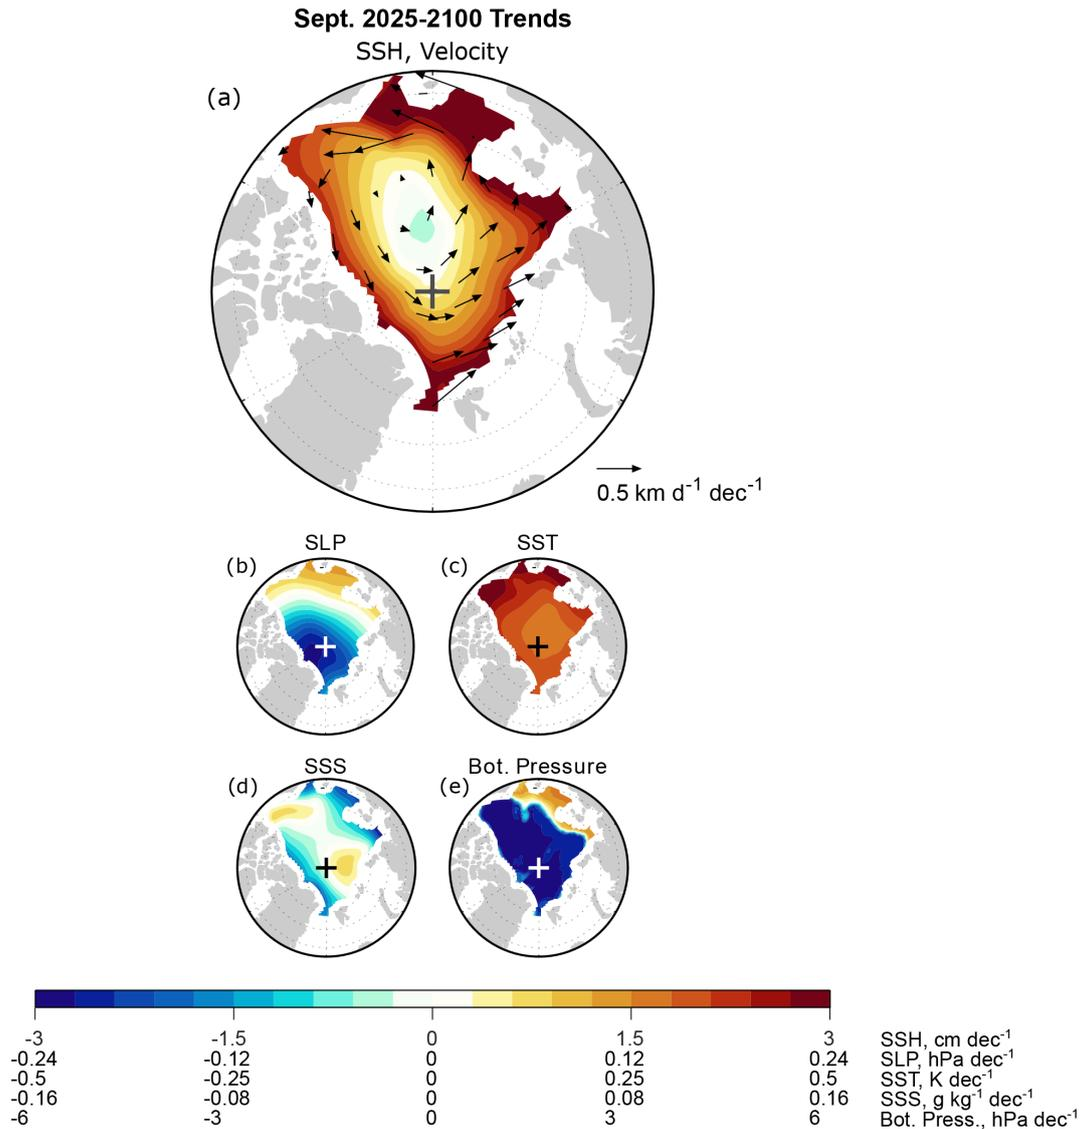 Sept. 2025-2100 Trends
SSH, Velocity
(a)
0.5 km d⁻¹ dec⁻¹
SLP
SST
(b)
(c)
SSS
Bot. Pressure
(d)
(e)
-3 -1.5 0 1.5 3 SSH, cm dec⁻¹
-0.24 -0.12 0 0.12 0.24 SLP, hPa dec⁻¹
-0.5 -0.25 0 0.25 0.5 SST, K dec⁻¹
-0.16 -0.08 0 0.08 0.16 SSS, g kg⁻¹ dec⁻¹
-6 -3 0 3 6 Bot. Press., hPa dec⁻¹